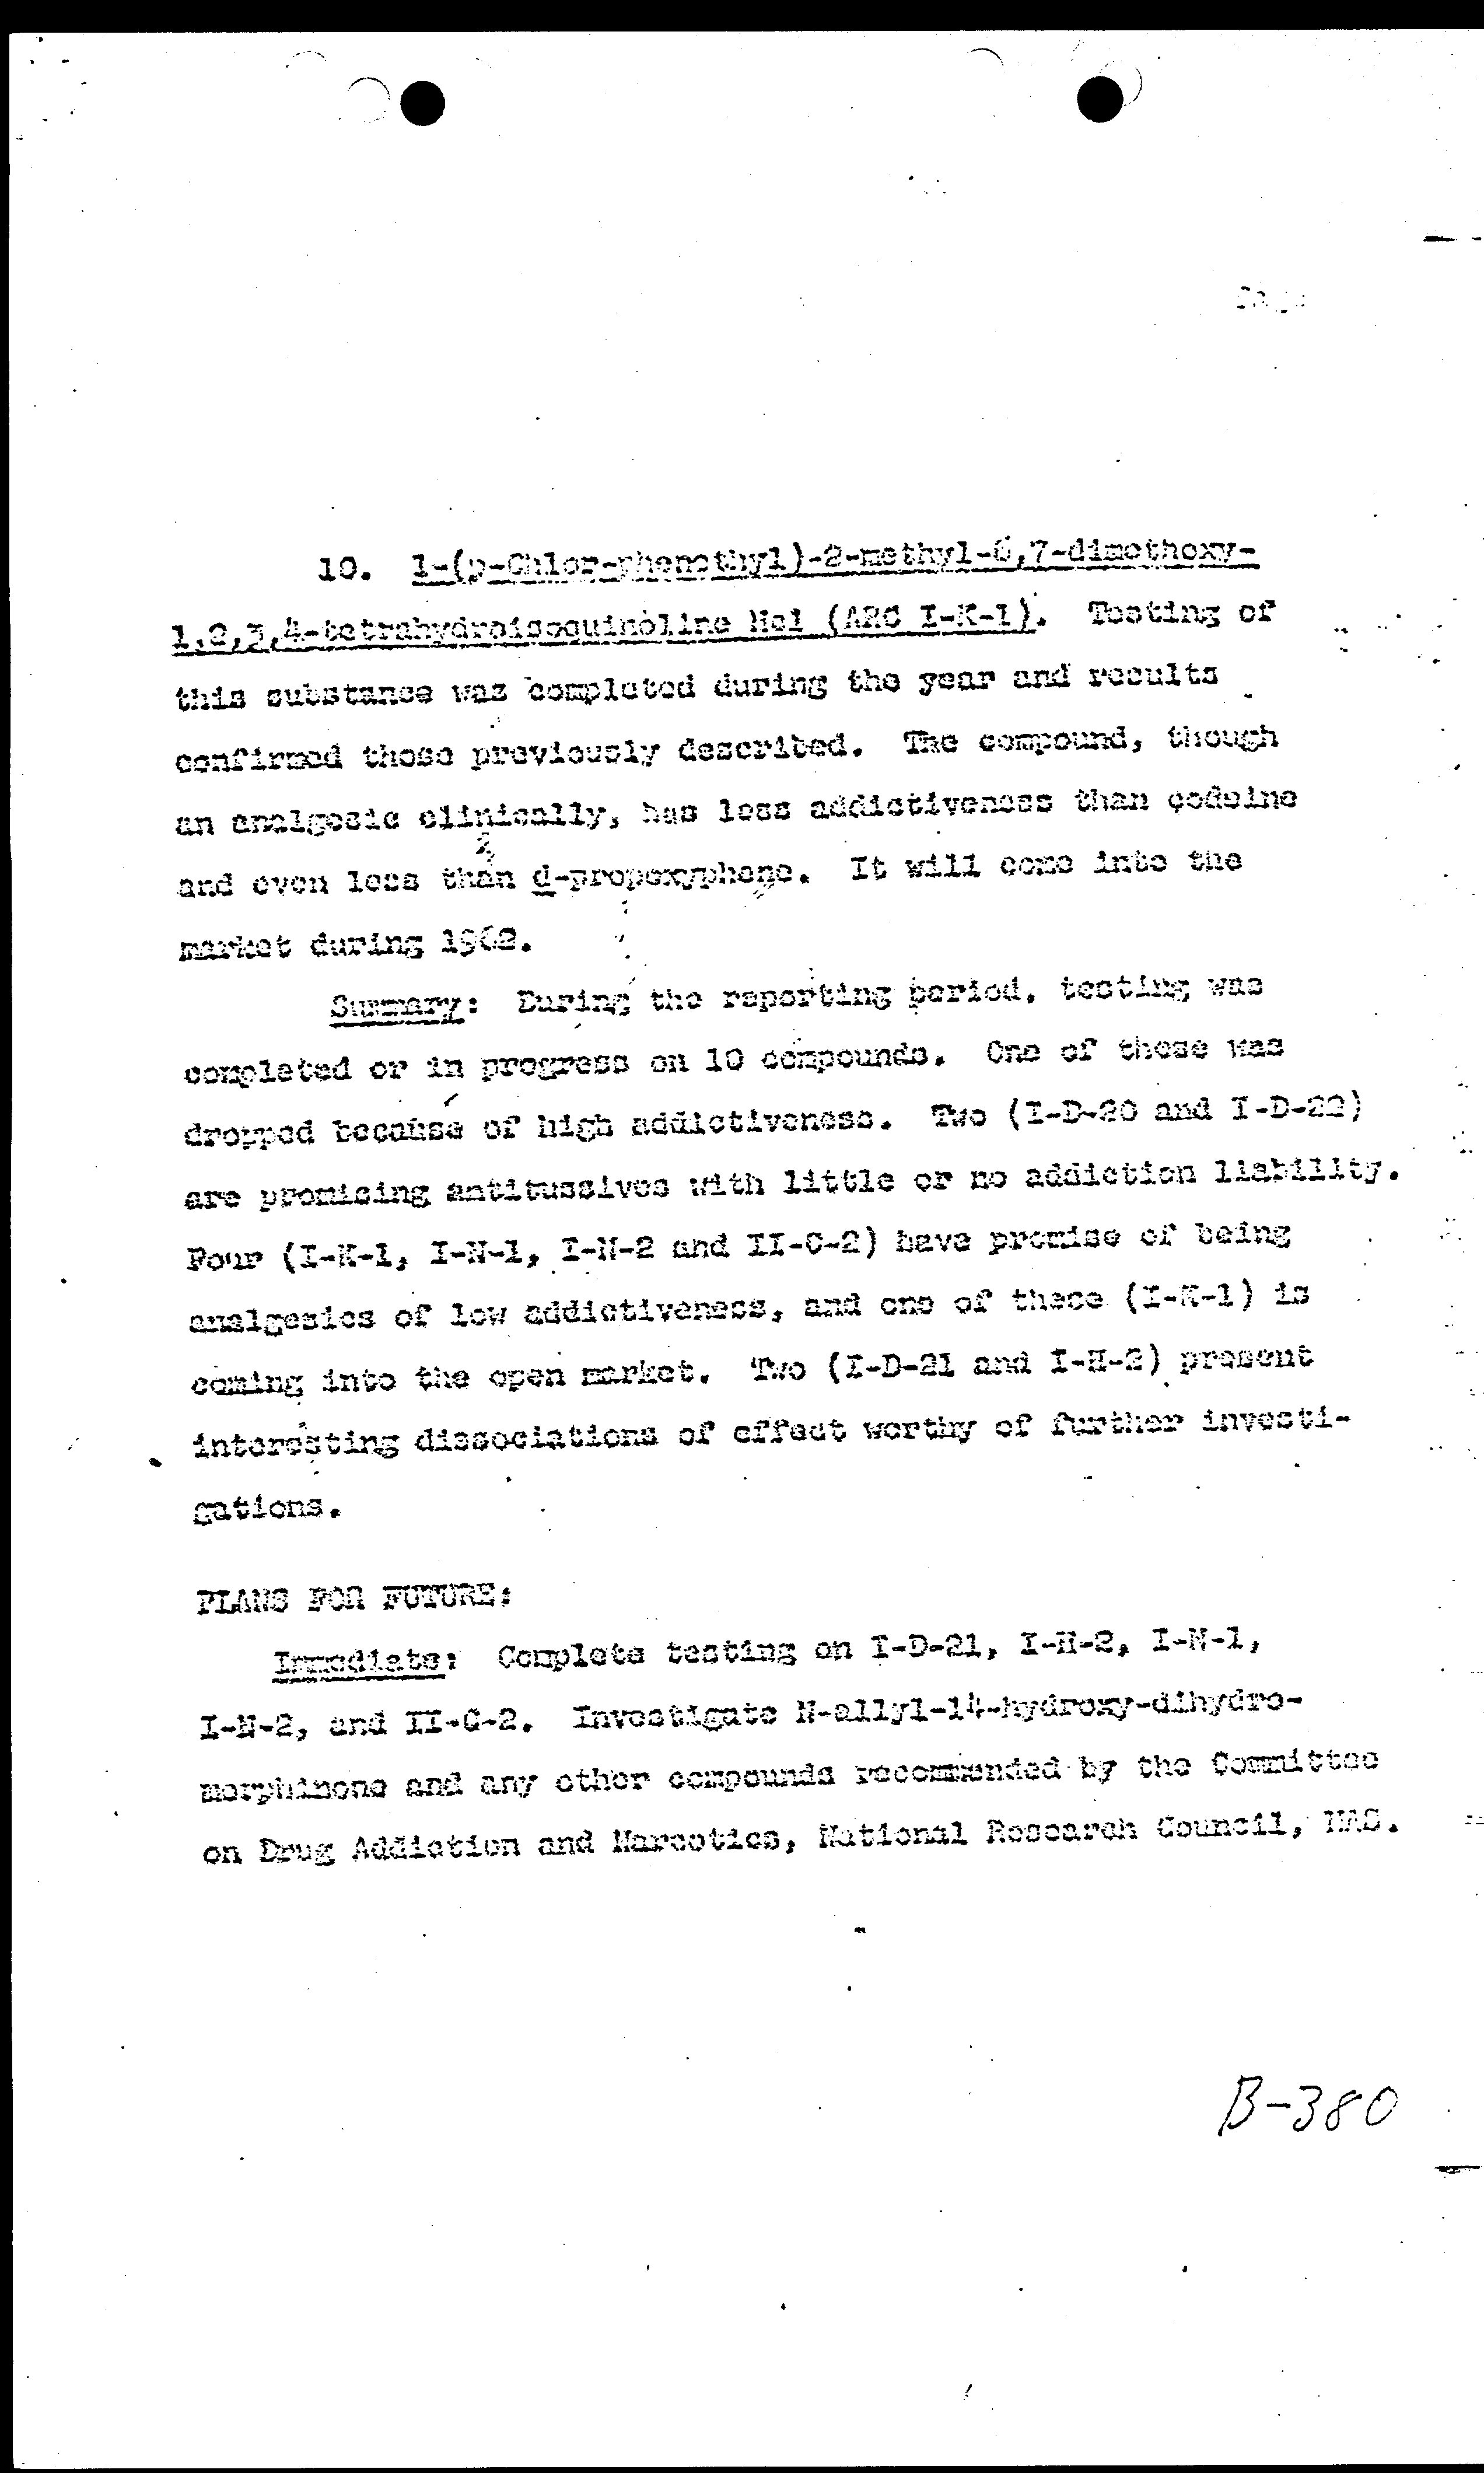 10. 1-(p-Chlor-phenethyl)-2-methyl-6,7-dimethoxy-
1,2,3,4-tetrahydroisoquinoline Hcl (ARC I-K-1). Testing of
this substance was completed during the year and results
confirmed those previously described. The compound, though
an analgesic clinically, has less addictiveness than codeine
and even less than d-propoxyphene. It will come into the
market during 1962.
Summary: During the reporting period, testing was
completed or in progress on 10 compounds. One of these was
dropped because of high addictiveness. Two (I-D-20 and I-D-22)
are promising antitussives with little or no addiction liability.
Four (I-K-1, I-N-1, I-N-2 and II-C-2) have promise of being
analgesics of low addictiveness, and one of these (I-K-1) is
coming into the open market. Two (I-D-21 and I-H-2) present
interesting dissociations of effect worthy of further investi-
gations.
PLANS FOR FUTURE:
Immediate: Complete testing on I-D-21, I-H-2, I-N-1,
I-N-2, and II-C-2. Investigate N-allyl-14-hydroxy-dihydro-
morphinone and any other compounds recommended by the Committee
on Drug Addiction and Narcotics, National Research Council, NAS.
B-380